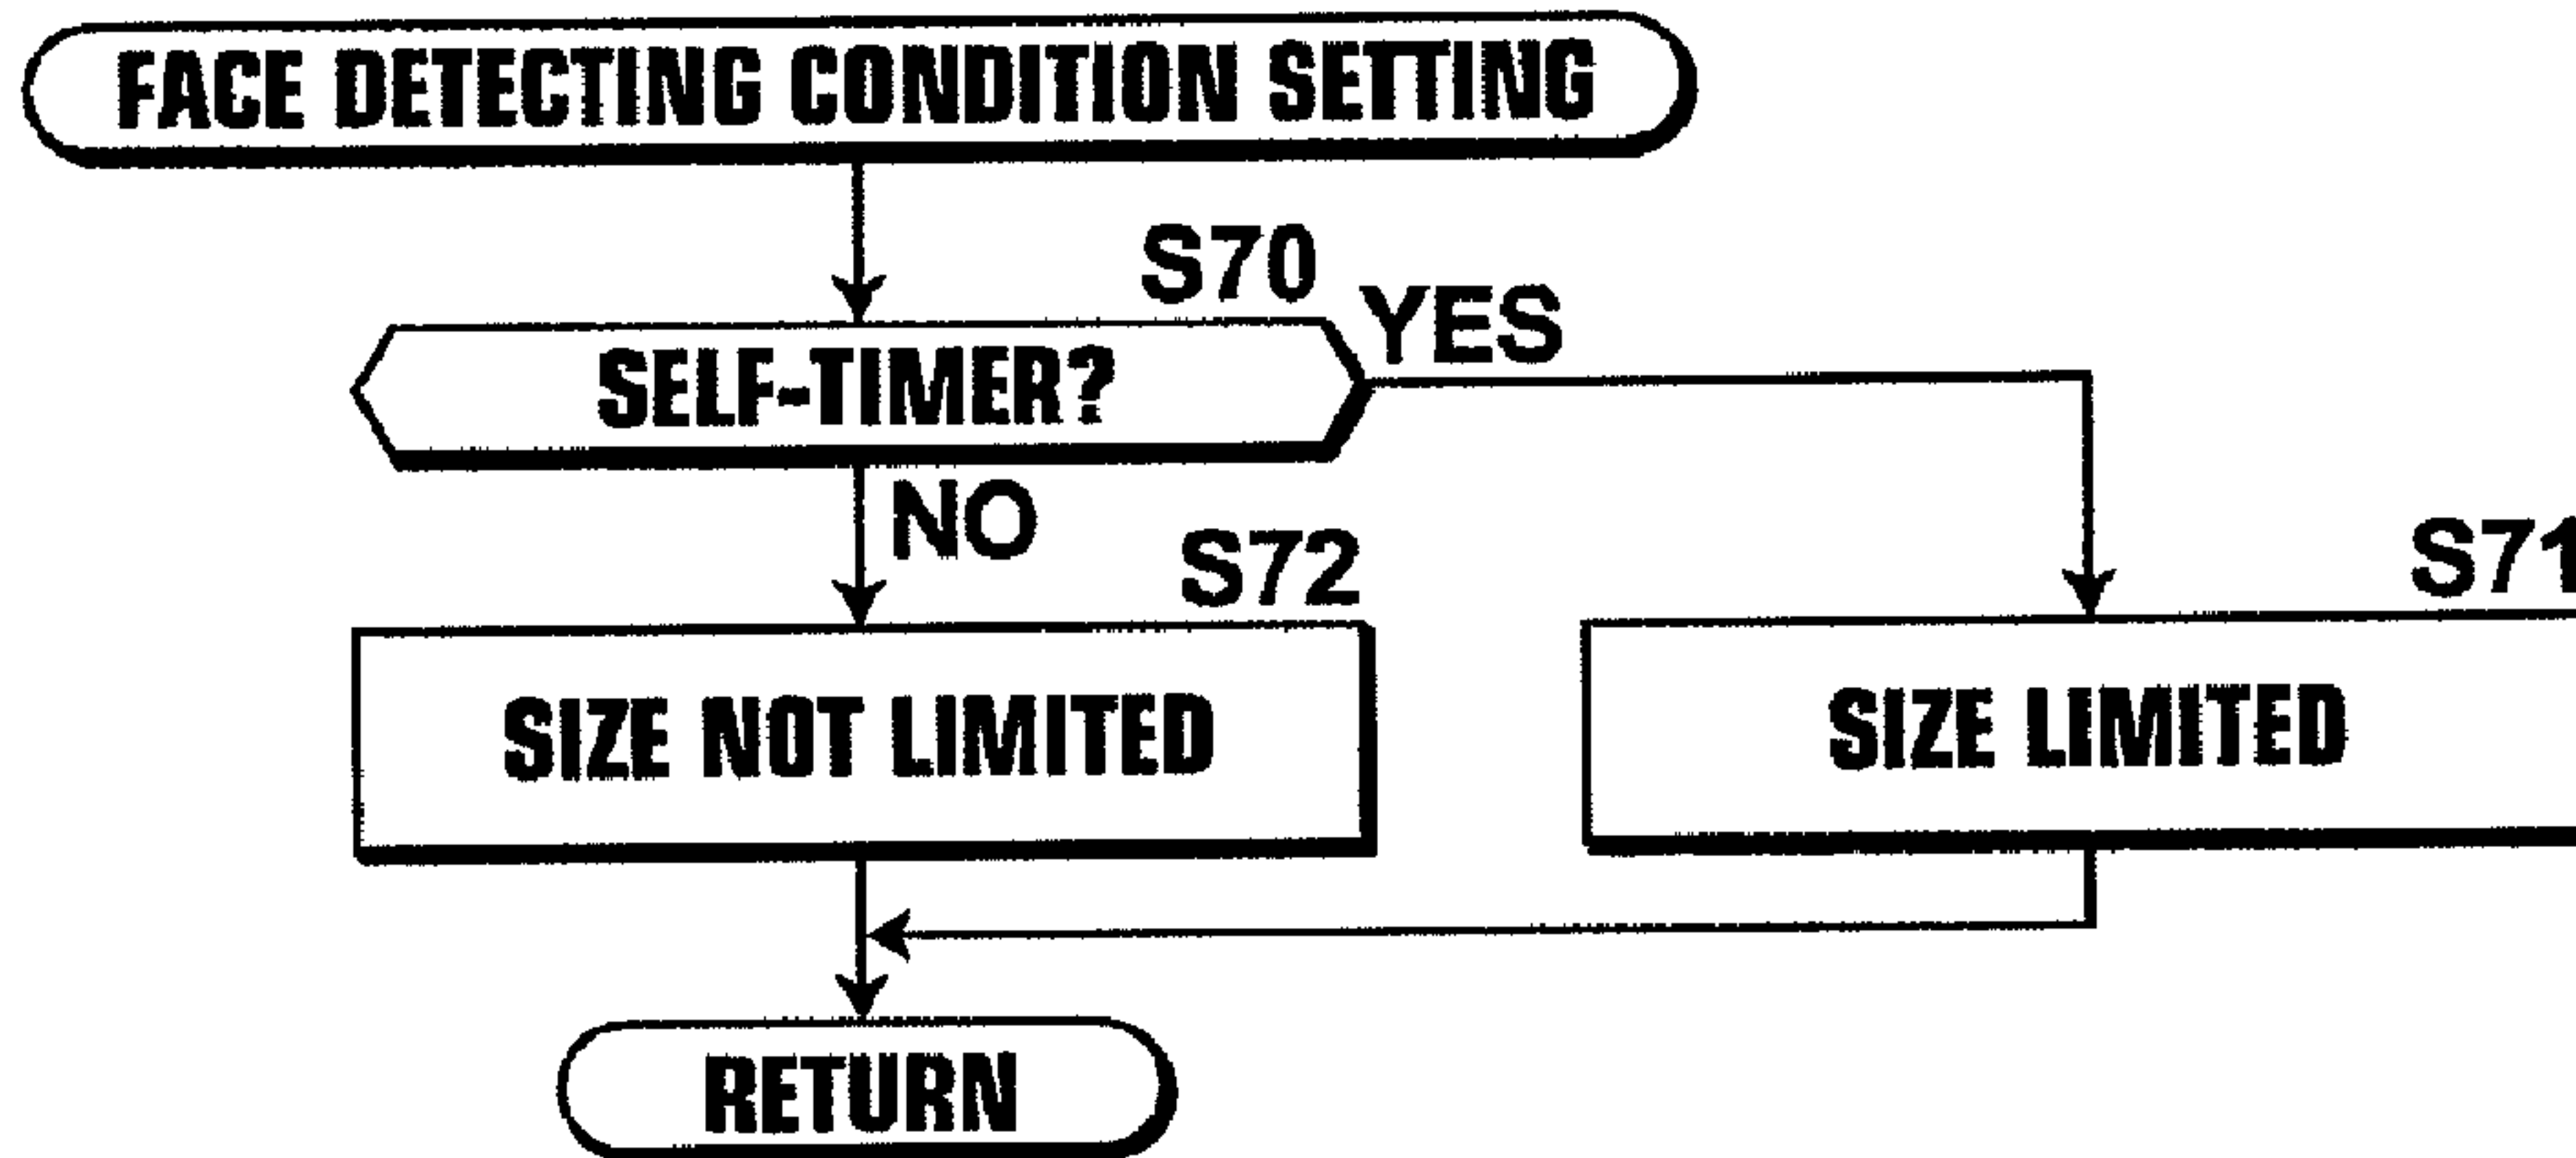 FACE DETECTING CONDITION SETTING
S70
SELF-TIMER?
YES
NO
S72
S71
SIZE NOT LIMITED
SIZE LIMITED
RETURN